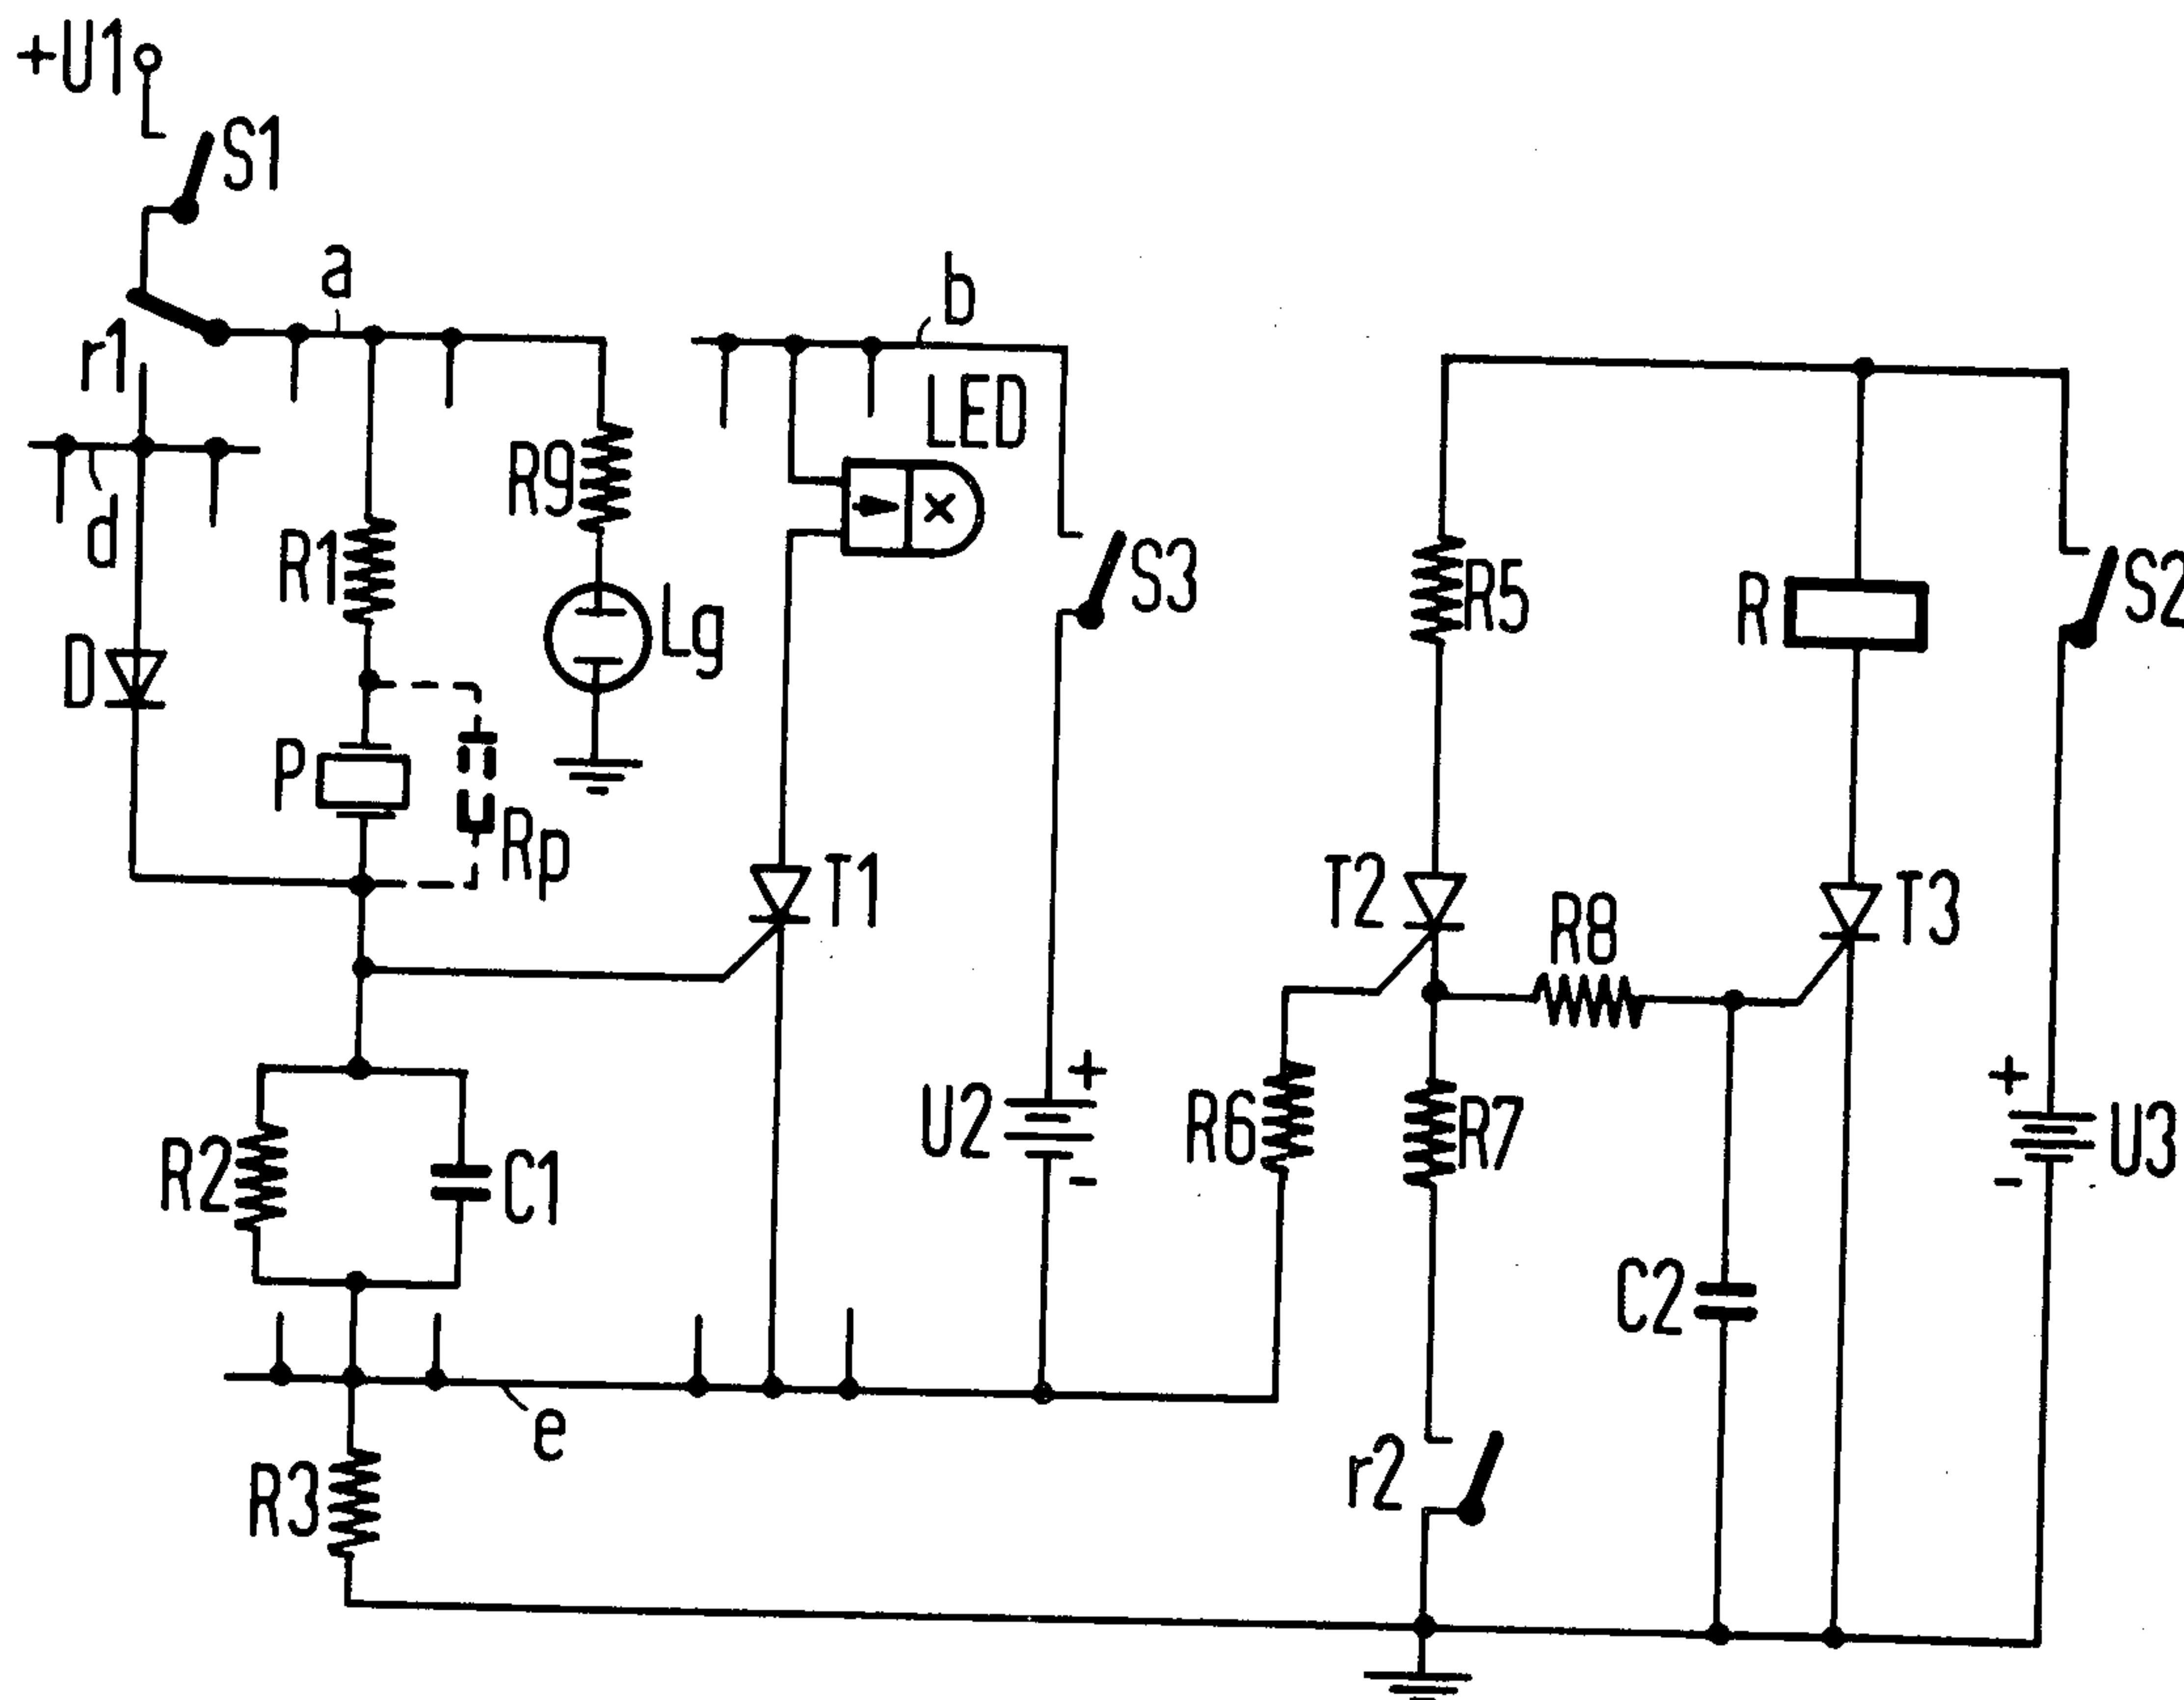 +U1
S1
a
b
r1
LED
d
R9
R1
S3
S2
R5
R
D
Lg
P
Rp
T1
T2
T3
R8
+
+
U2
R6
R7
U3
R2
C1
-
-
C2
e
r2
R3